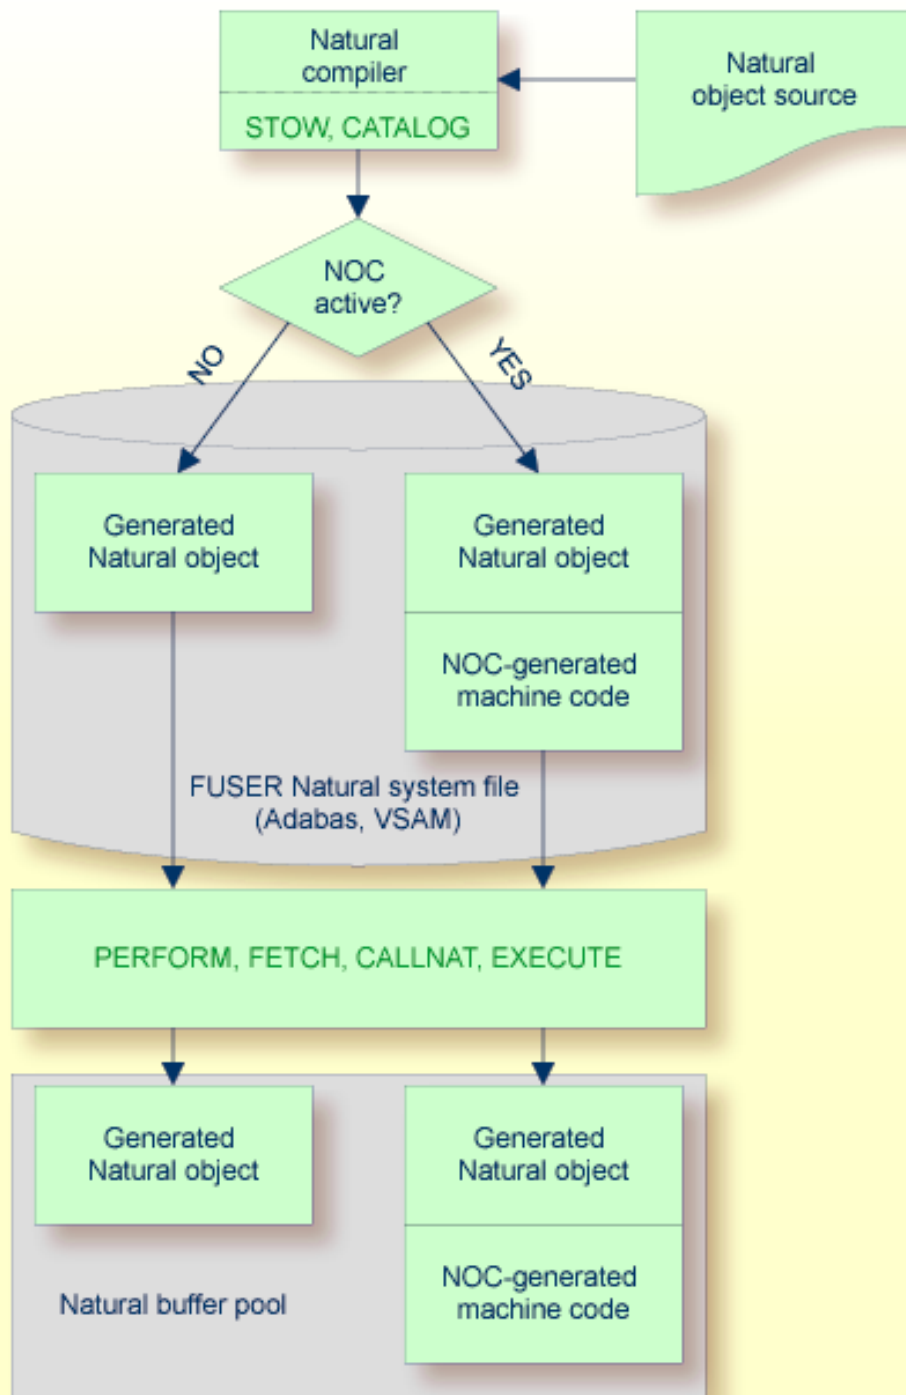 Natural
compiler
STOW, CATALOG
Natural
object source
NOC
active?
NO
YES
Generated
Natural object
Generated
Natural object
NOC-generated
machine code
FUSER Natural system file
(Adabas, VSAM)
PERFORM, FETCH, CALLNAT, EXECUTE
Generated
Natural object
Generated
Natural object
NOC-generated
machine code
Natural buffer pool